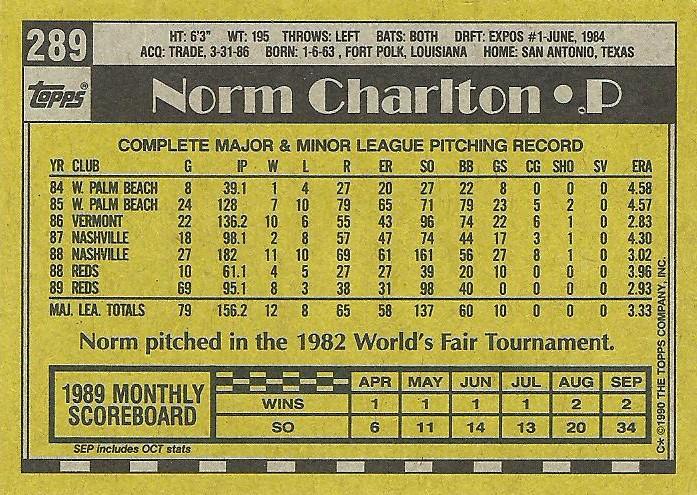 289
HT: 6'3" WT: 195 THROWS: LEFT BATS: BOTH DRFT: EXPOS #1-JUNE, 1984
ACQ: TRADE, 3-31-86 BORN: 1-6-63 , FORT POLK, LOUISIANA HOME: SAN ANTONIO, TEXAS
TOPPS®
Norm Charlton • P
COMPLETE MAJOR & MINOR LEAGUE PITCHING RECORD
YR CLUB G IP W L R ER SO BB GS CG SHO SV ERA
84 W. PALM BEACH 8 39.1 1 4 27 20 27 22 8 0 0 0 4.58
85 W. PALM BEACH 24 128 7 10 79 65 71 79 23 5 2 0 4.57
86 VERMONT 22 136.2 10 6 55 43 96 74 22 6 1 0 2.83
87 NASHVILLE 18 98.1 2 8 57 47 74 44 17 3 1 0 4.30
88 NASHVILLE 27 182 11 10 69 61 161 56 27 8 1 0 3.02
88 REDS 10 61.1 4 5 27 27 39 20 10 0 0 0 3.96
89 REDS 69 95.1 8 3 38 31 98 40 0 0 0 0 2.93
MAJ. LEA. TOTALS 79 156.2 12 8 65 58 137 60 10 0 0 0 3.33
Norm pitched in the 1982 World's Fair Tournament.
1989 MONTHLY
SCOREBOARD
APR MAY JUN JUL AUG SEP
WINS 1 1 1 1 2 2
SO 6 11 14 13 20 34
SEP includes OCT stats
C* ©1990 THE TOPPS COMPANY, INC.